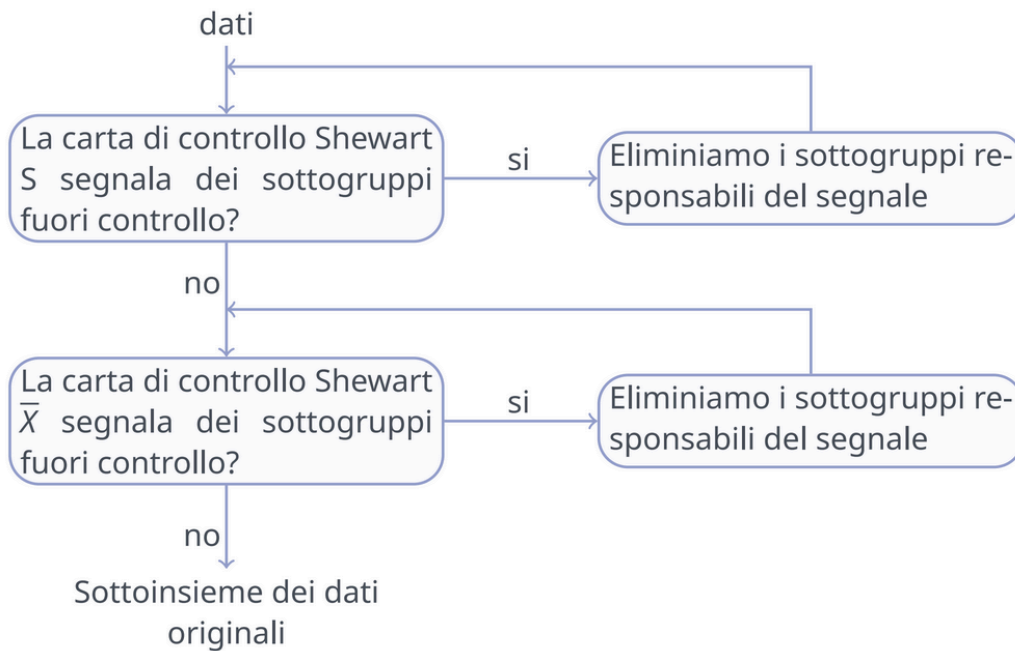 dati
La carta di controllo Shewart
S segnala dei sottogruppi
fuori controllo?
si
Eliminiamo i sottogruppi re-
sponsabili del segnale
no
La carta di controllo Shewart
X̅ segnala dei sottogruppi
fuori controllo?
si
Eliminiamo i sottogruppi re-
sponsabili del segnale
no
Sottoinsieme dei dati
originali